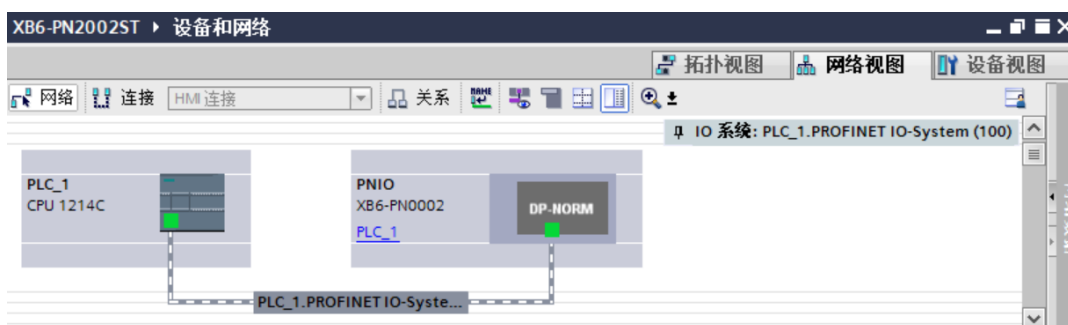 XB6-PN2002ST ▸ 设备和网络
拓扑视图 网络视图 设备视图
网络 连接 HMI 连接 关系
IO 系统: PLC_1.PROFINET IO-System (100)
PLC_1
CPU 1214C
PNIO
XB6-PN0002
PLC_1
DP-NORM
PLC_1.PROFINET IO-Syste...